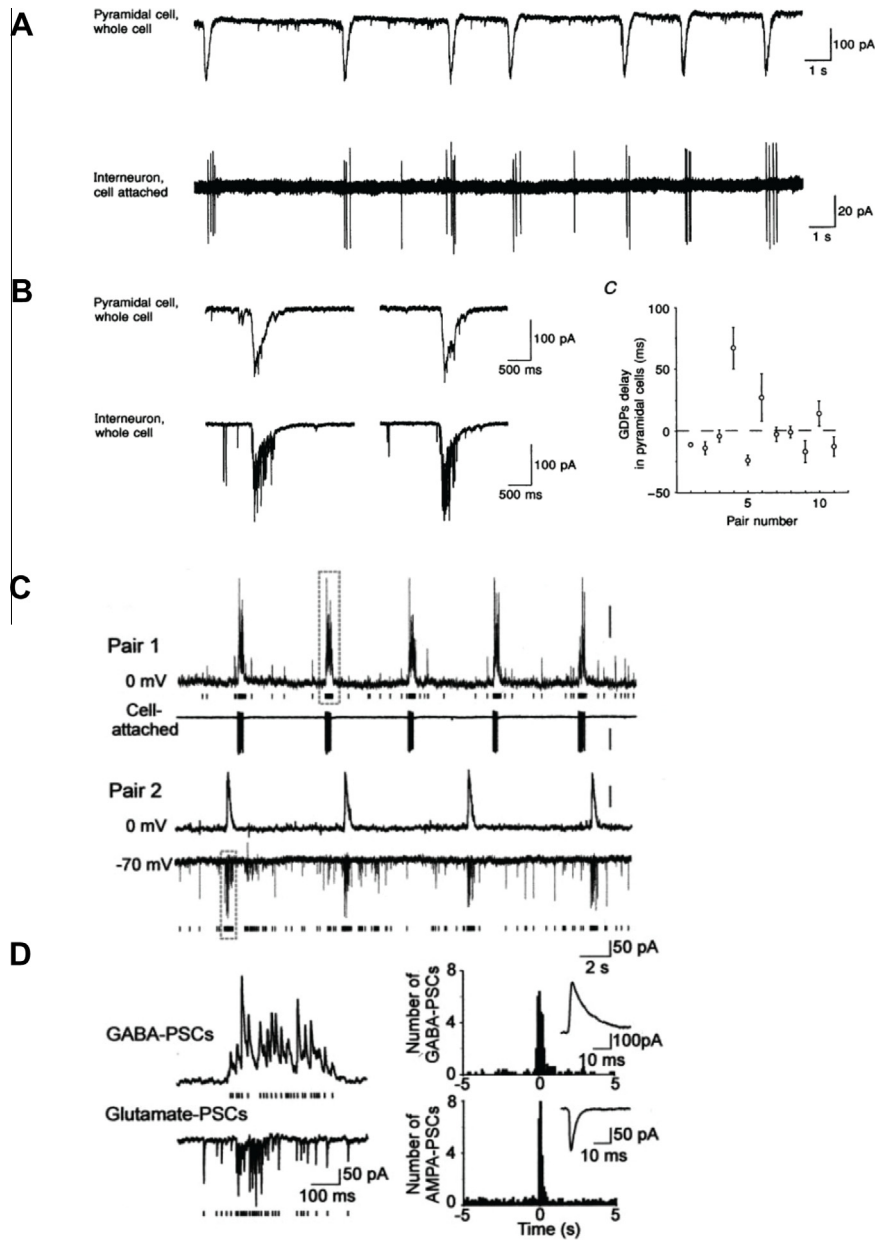 A
Pyramidal cell,
whole cell
100 pA
1 s
Interneuron,
cell attached
20 pA
1 s
B
Pyramidal cell,
whole cell
100 pA
500 ms
100 pA
500 ms
Interneuron,
whole cell
C
100
50
0
−50
GDPs delay
in pyramidal cells (ms)
5
10
Pair number
C
Pair 1
0 mV
Cell-
attached
Pair 2
0 mV
-70 mV
50 pA
2 s
D
GABA-PSCs
Glutamate-PSCs
50 pA
100 ms
Number of
GABA-PSCs
8
4
0
-5
0
5
100pA
10 ms
Number of
AMPA-PSCs
8
4
0
-5
0
5
50 pA
10 ms
Time (s)